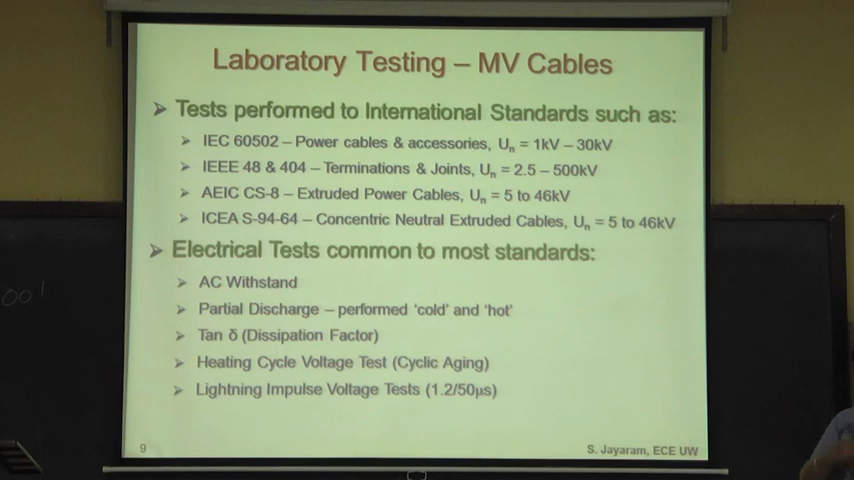 Laboratory Testing – MV Cables
➢ Tests performed to International Standards such as:
➢ IEC 60502 – Power cables & accessories, Un = 1kV – 30kV
➢ IEEE 48 & 404 – Terminations & Joints, Un = 2.5 – 500kV
➢ AEIC CS-8 – Extruded Power Cables, Un = 5 to 46kV
➢ ICEA S-94-64 – Concentric Neutral Extruded Cables, Un = 5 to 46kV
➢ Electrical Tests common to most standards:
➢ AC Withstand
➢ Partial Discharge – performed 'cold' and 'hot'
➢ Tan δ (Dissipation Factor)
➢ Heating Cycle Voltage Test (Cyclic Aging)
➢ Lightning Impulse Voltage Tests (1.2/50μs)
9
S. Jayaram, ECE UW